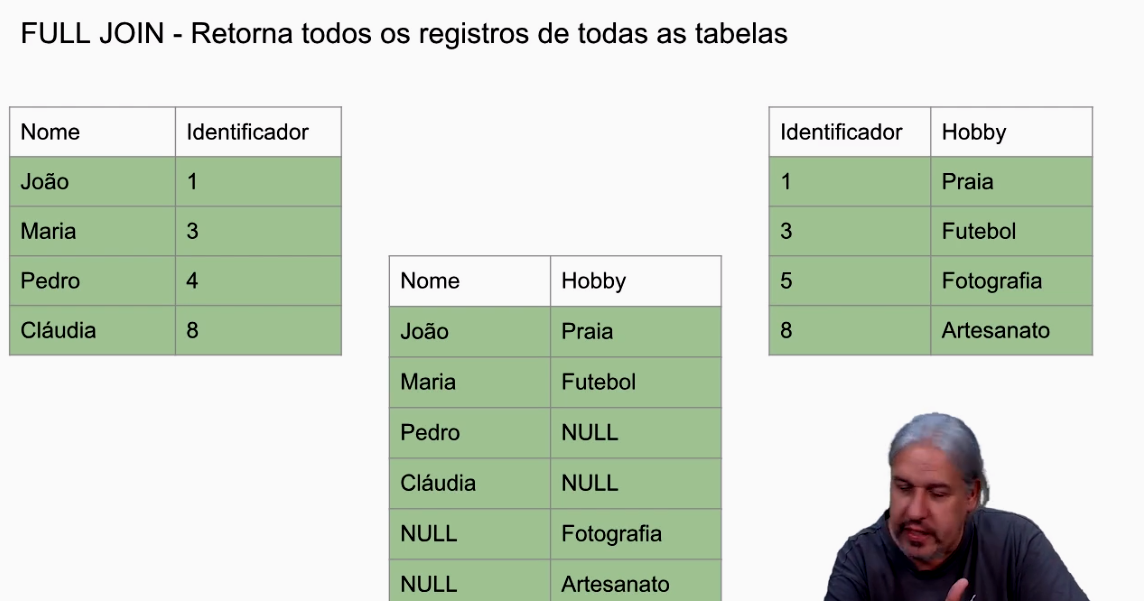 FULL JOIN - Retorna todos os registros de todas as tabelas
Nome Identificador
João 1
Maria 3
Pedro 4
Cláudia 8
Identificador Hobby
1 Praia
3 Futebol
5 Fotografia
8 Artesanato
Nome Hobby
João Praia
Maria Futebol
Pedro NULL
Cláudia NULL
NULL Fotografia
NULL Artesanato